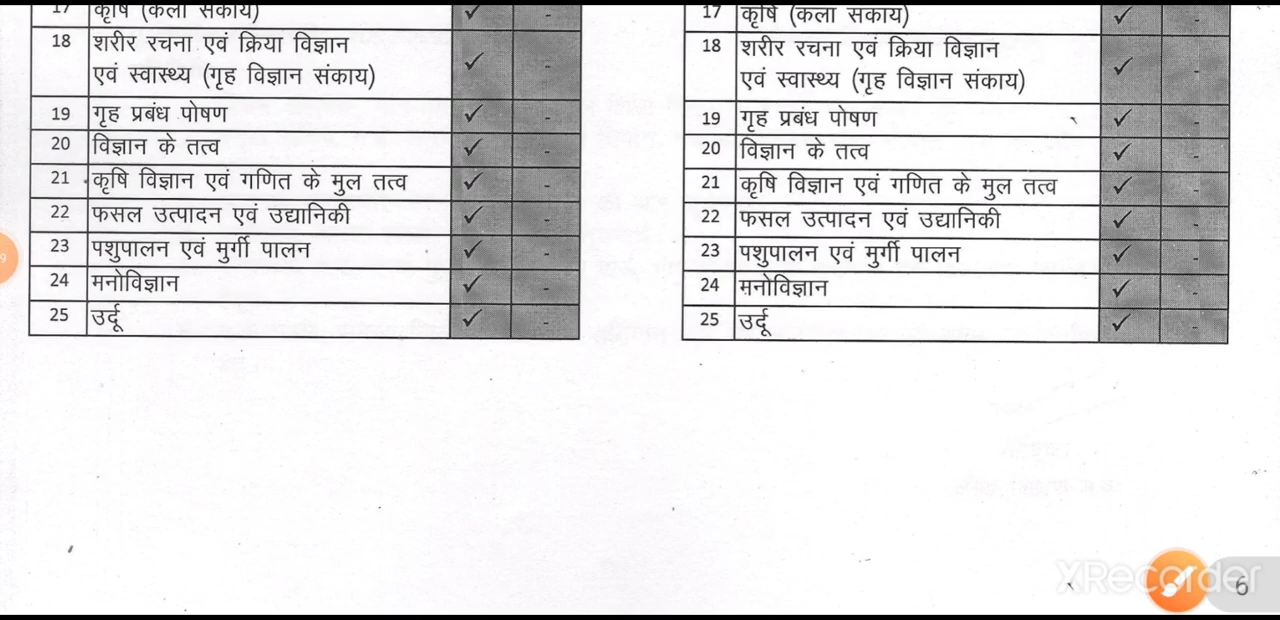 17 कृषि (कला संकाय) ✓ -
18 शरीर रचना एवं क्रिया विज्ञान
एवं स्वास्थ्य (गृह विज्ञान संकाय) ✓ -
19 गृह प्रबंध पोषण ✓ -
20 विज्ञान के तत्व ✓ -
21 कृषि विज्ञान एवं गणित के मुल तत्व ✓ -
22 फसल उत्पादन एवं उद्यानिकी ✓ -
23 पशुपालन एवं मुर्गी पालन ✓ -
24 मनोविज्ञान ✓ -
25 उर्दू ✓ -
17 कृषि (कला सकाय) ✓ -
18 शरीर रचना एवं क्रिया विज्ञान
एवं स्वास्थ्य (गृह विज्ञान संकाय) ✓ -
19 गृह प्रबंध पोषण ✓ -
20 विज्ञान के तत्व ✓ -
21 कृषि विज्ञान एवं गणित के मुल तत्व ✓ -
22 फसल उत्पादन एवं उद्यानिकी ✓ -
23 पशुपालन एवं मुर्गी पालन ✓ -
24 मनोविज्ञान ✓ -
25 उर्दू ✓ -
9
XRecorder
6